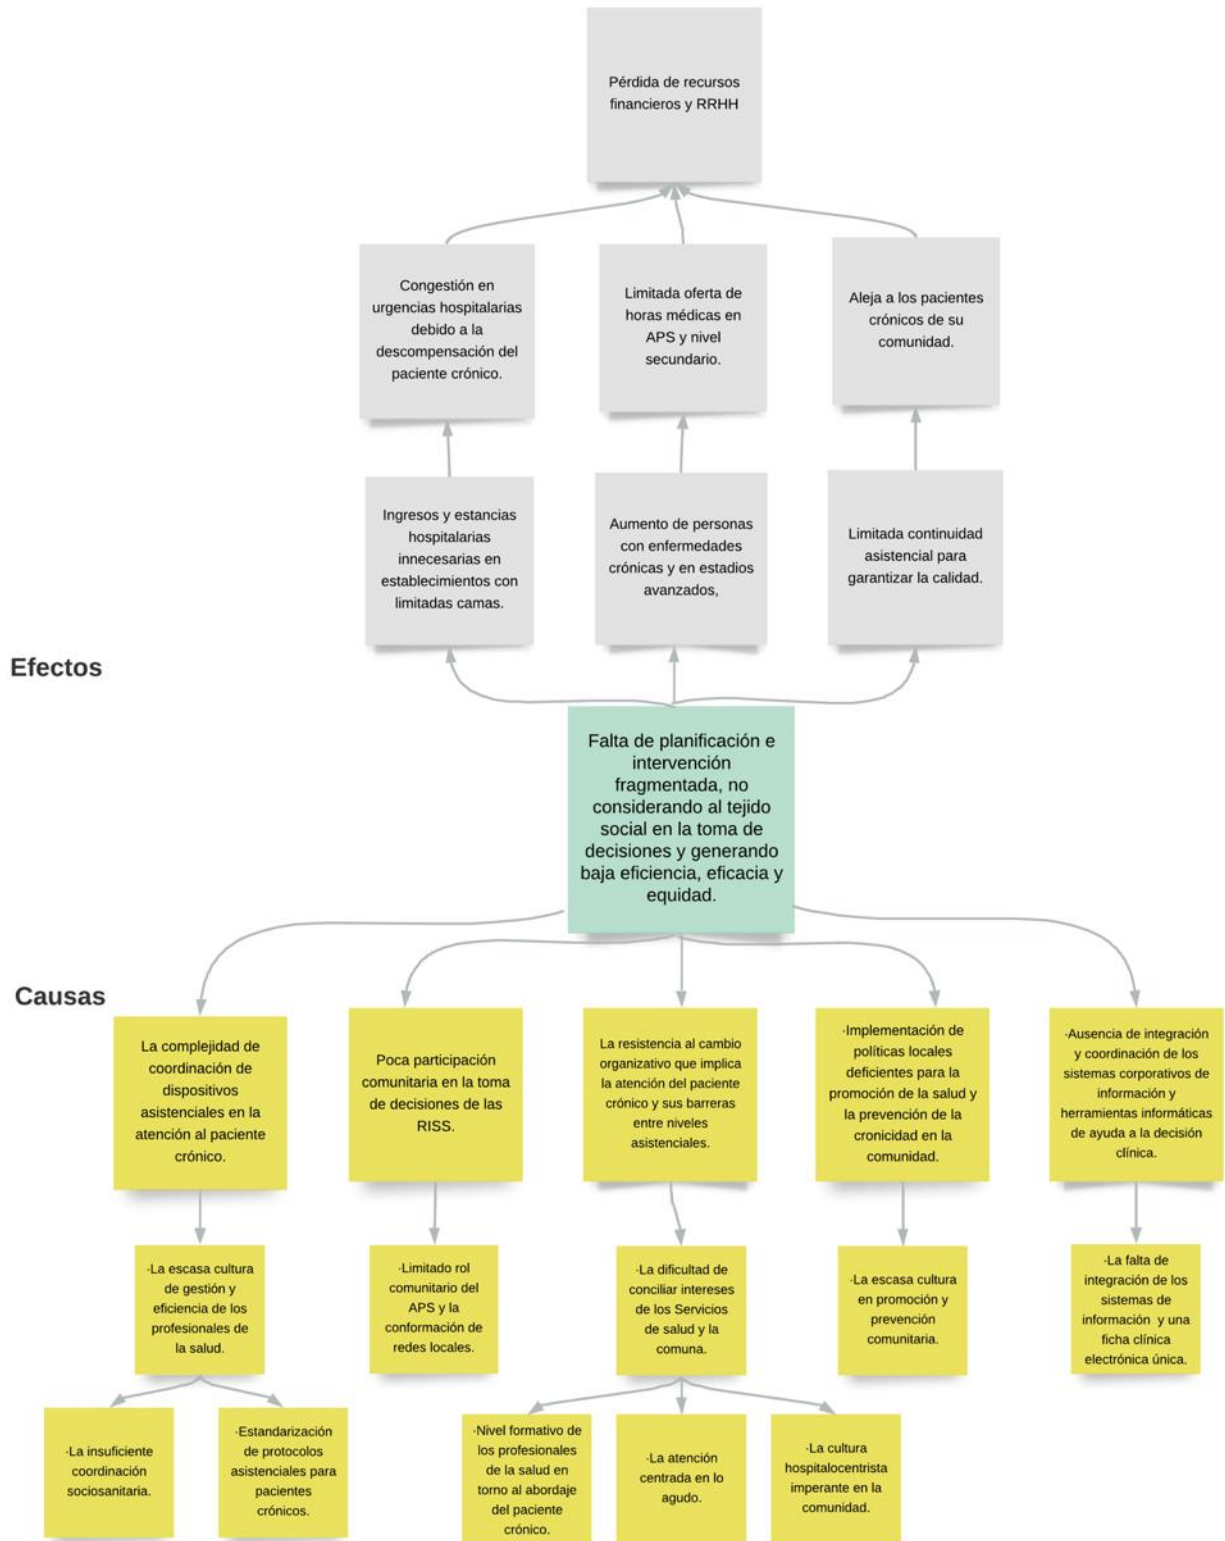 Pérdida de recursos
financieros y RRHH
Congestión en
urgencias hospitalarias
debido a la
descompensación del
paciente crónico.
Limitada oferta de
horas médicas en
APS y nivel
secundario.
Aleja a los pacientes
crónicos de su
comunidad.
Ingresos y estancias
hospitalarias
innecesarias en
establecimientos con
limitadas camas.
Aumento de personas
con enfermedades
crónicas y en estadios
avanzados,
Limitada continuidad
asistencial para
garantizar la calidad.
Efectos
Falta de planificación e
intervención
fragmentada, no
considerando al tejido
social en la toma de
decisiones y generando
baja eficiencia, eficacia y
equidad.
Causas
La complejidad de
coordinación de
dispositivos
asistenciales en la
atención al paciente
crónico.
Poca participación
comunitaria en la toma
de decisiones de las
RISS.
La resistencia al cambio
organizativo que implica
la atención del paciente
crónico y sus barreras
entre niveles
asistenciales.
·Implementación de
políticas locales
deficientes para la
promoción de la salud y
la prevención de la
cronicidad en la
comunidad.
·Ausencia de integración
y coordinación de los
sistemas corporativos de
información y
herramientas informáticas
de ayuda a la decisión
clínica.
·La escasa cultura
de gestión y
eficiencia de los
profesionales de
la salud.
·Limitado rol
comunitario del
APS y la
conformación de
redes locales.
·La dificultad de
conciliar intereses
de los Servicios
de salud y la
comuna.
·La escasa cultura
en promoción y
prevención
comunitaria.
·La falta de
integración de los
sistemas de
información y una
ficha clínica
electrónica única.
·La insuficiente
coordinación
sociosanitaria.
·Estandarización
de protocolos
asistenciales para
pacientes
crónicos.
·Nivel formativo de
los profesionales
de la salud en
torno al abordaje
del paciente
crónico.
·La atención
centrada en lo
agudo.
·La cultura
hospitalocentrista
imperante en la
comunidad.